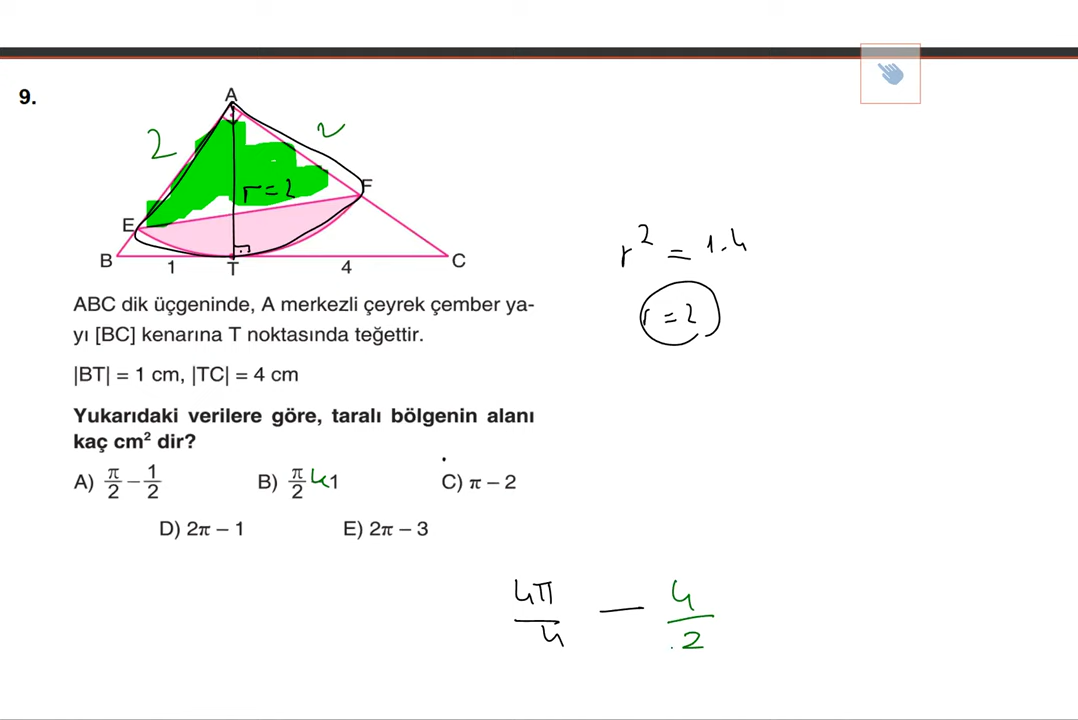 9.
A
2
2
r=2
F
E
B
1
T
4
C
r² = 1.4
r = 2
ABC dik üçgeninde, A merkezli çeyrek çember ya-
yı [BC] kenarına T noktasında teğettir.
|BT| = 1 cm, |TC| = 4 cm
Yukarıdaki verilere göre, taralı bölgenin alanı
kaç cm² dir?
A) π/2 − 1/2 B) π/2 4 1 C) π − 2
D) 2π − 1 E) 2π − 3
4π/4 — 4/2